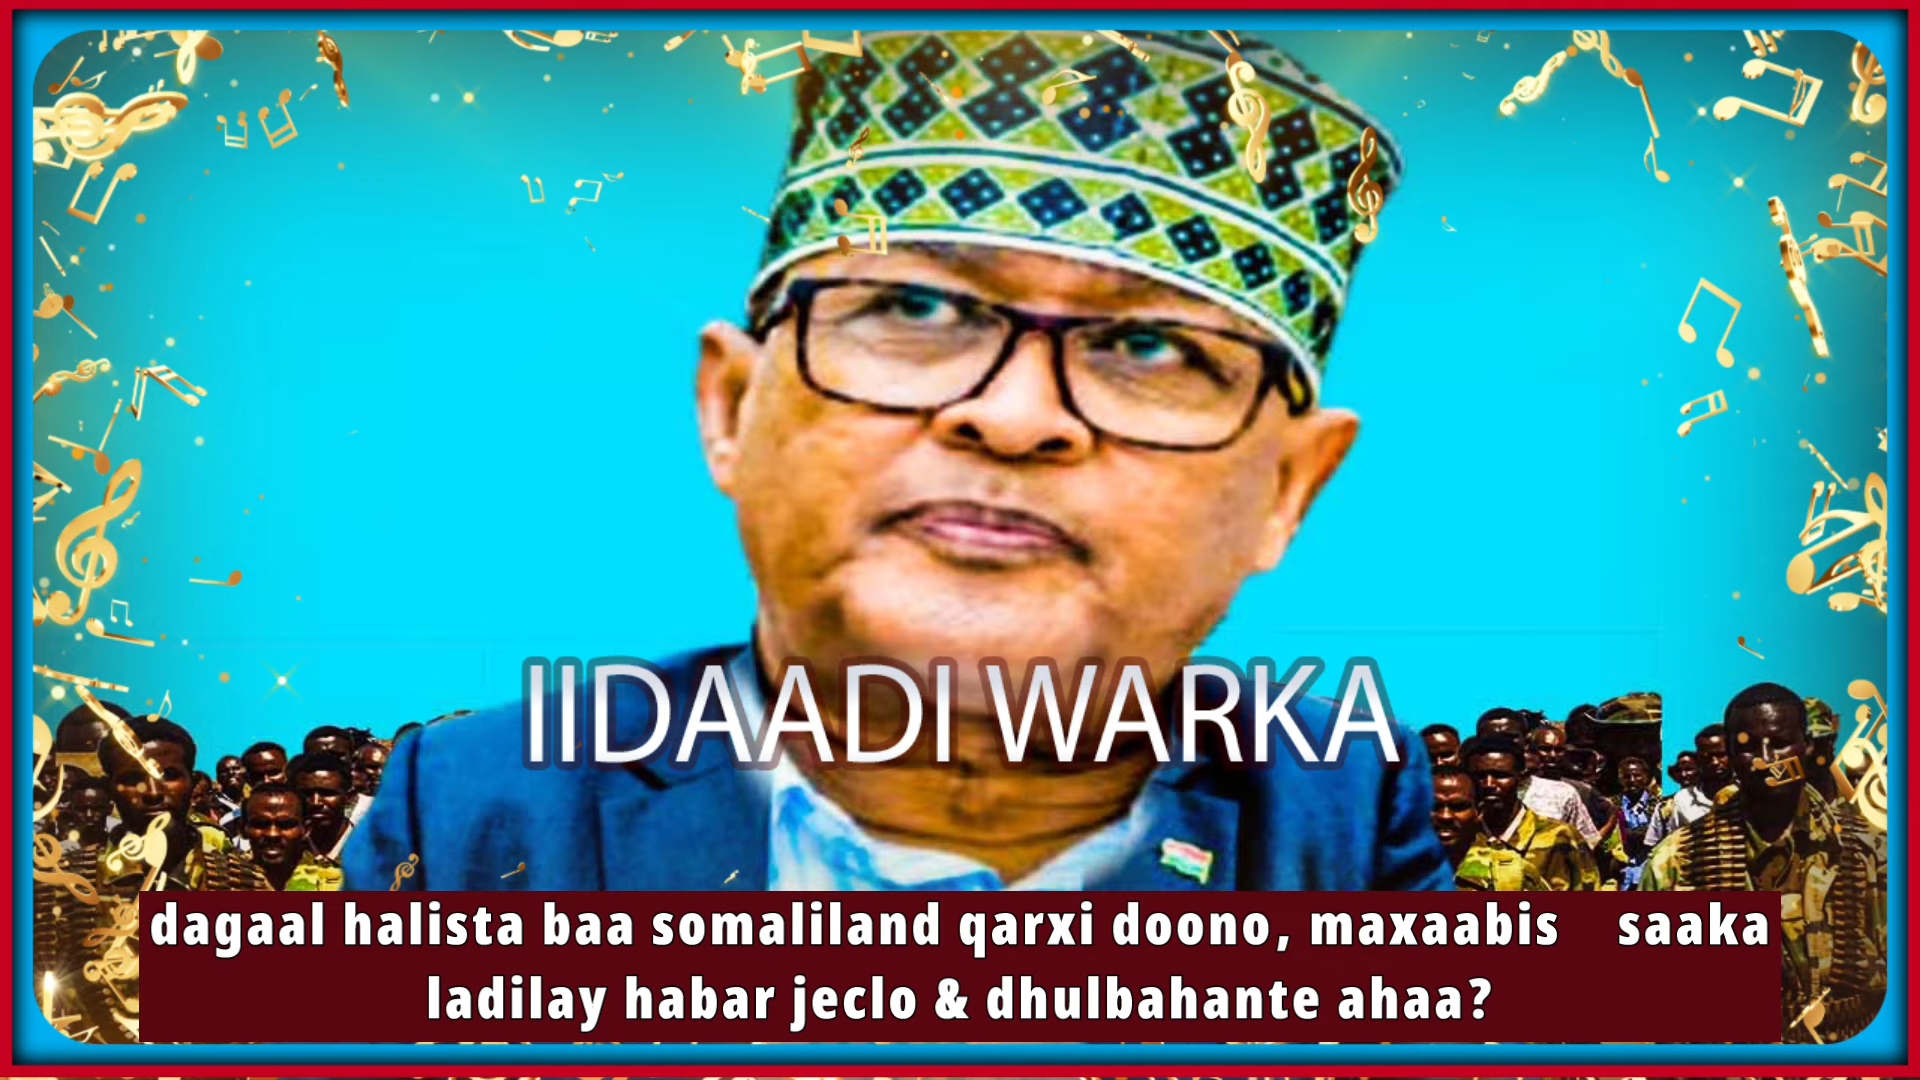 IIDAADI WARKA
dagaal halista baa somaliland qarxi doono, maxaabis saaka
ladilay habar jeclo & dhulbahante ahaa?